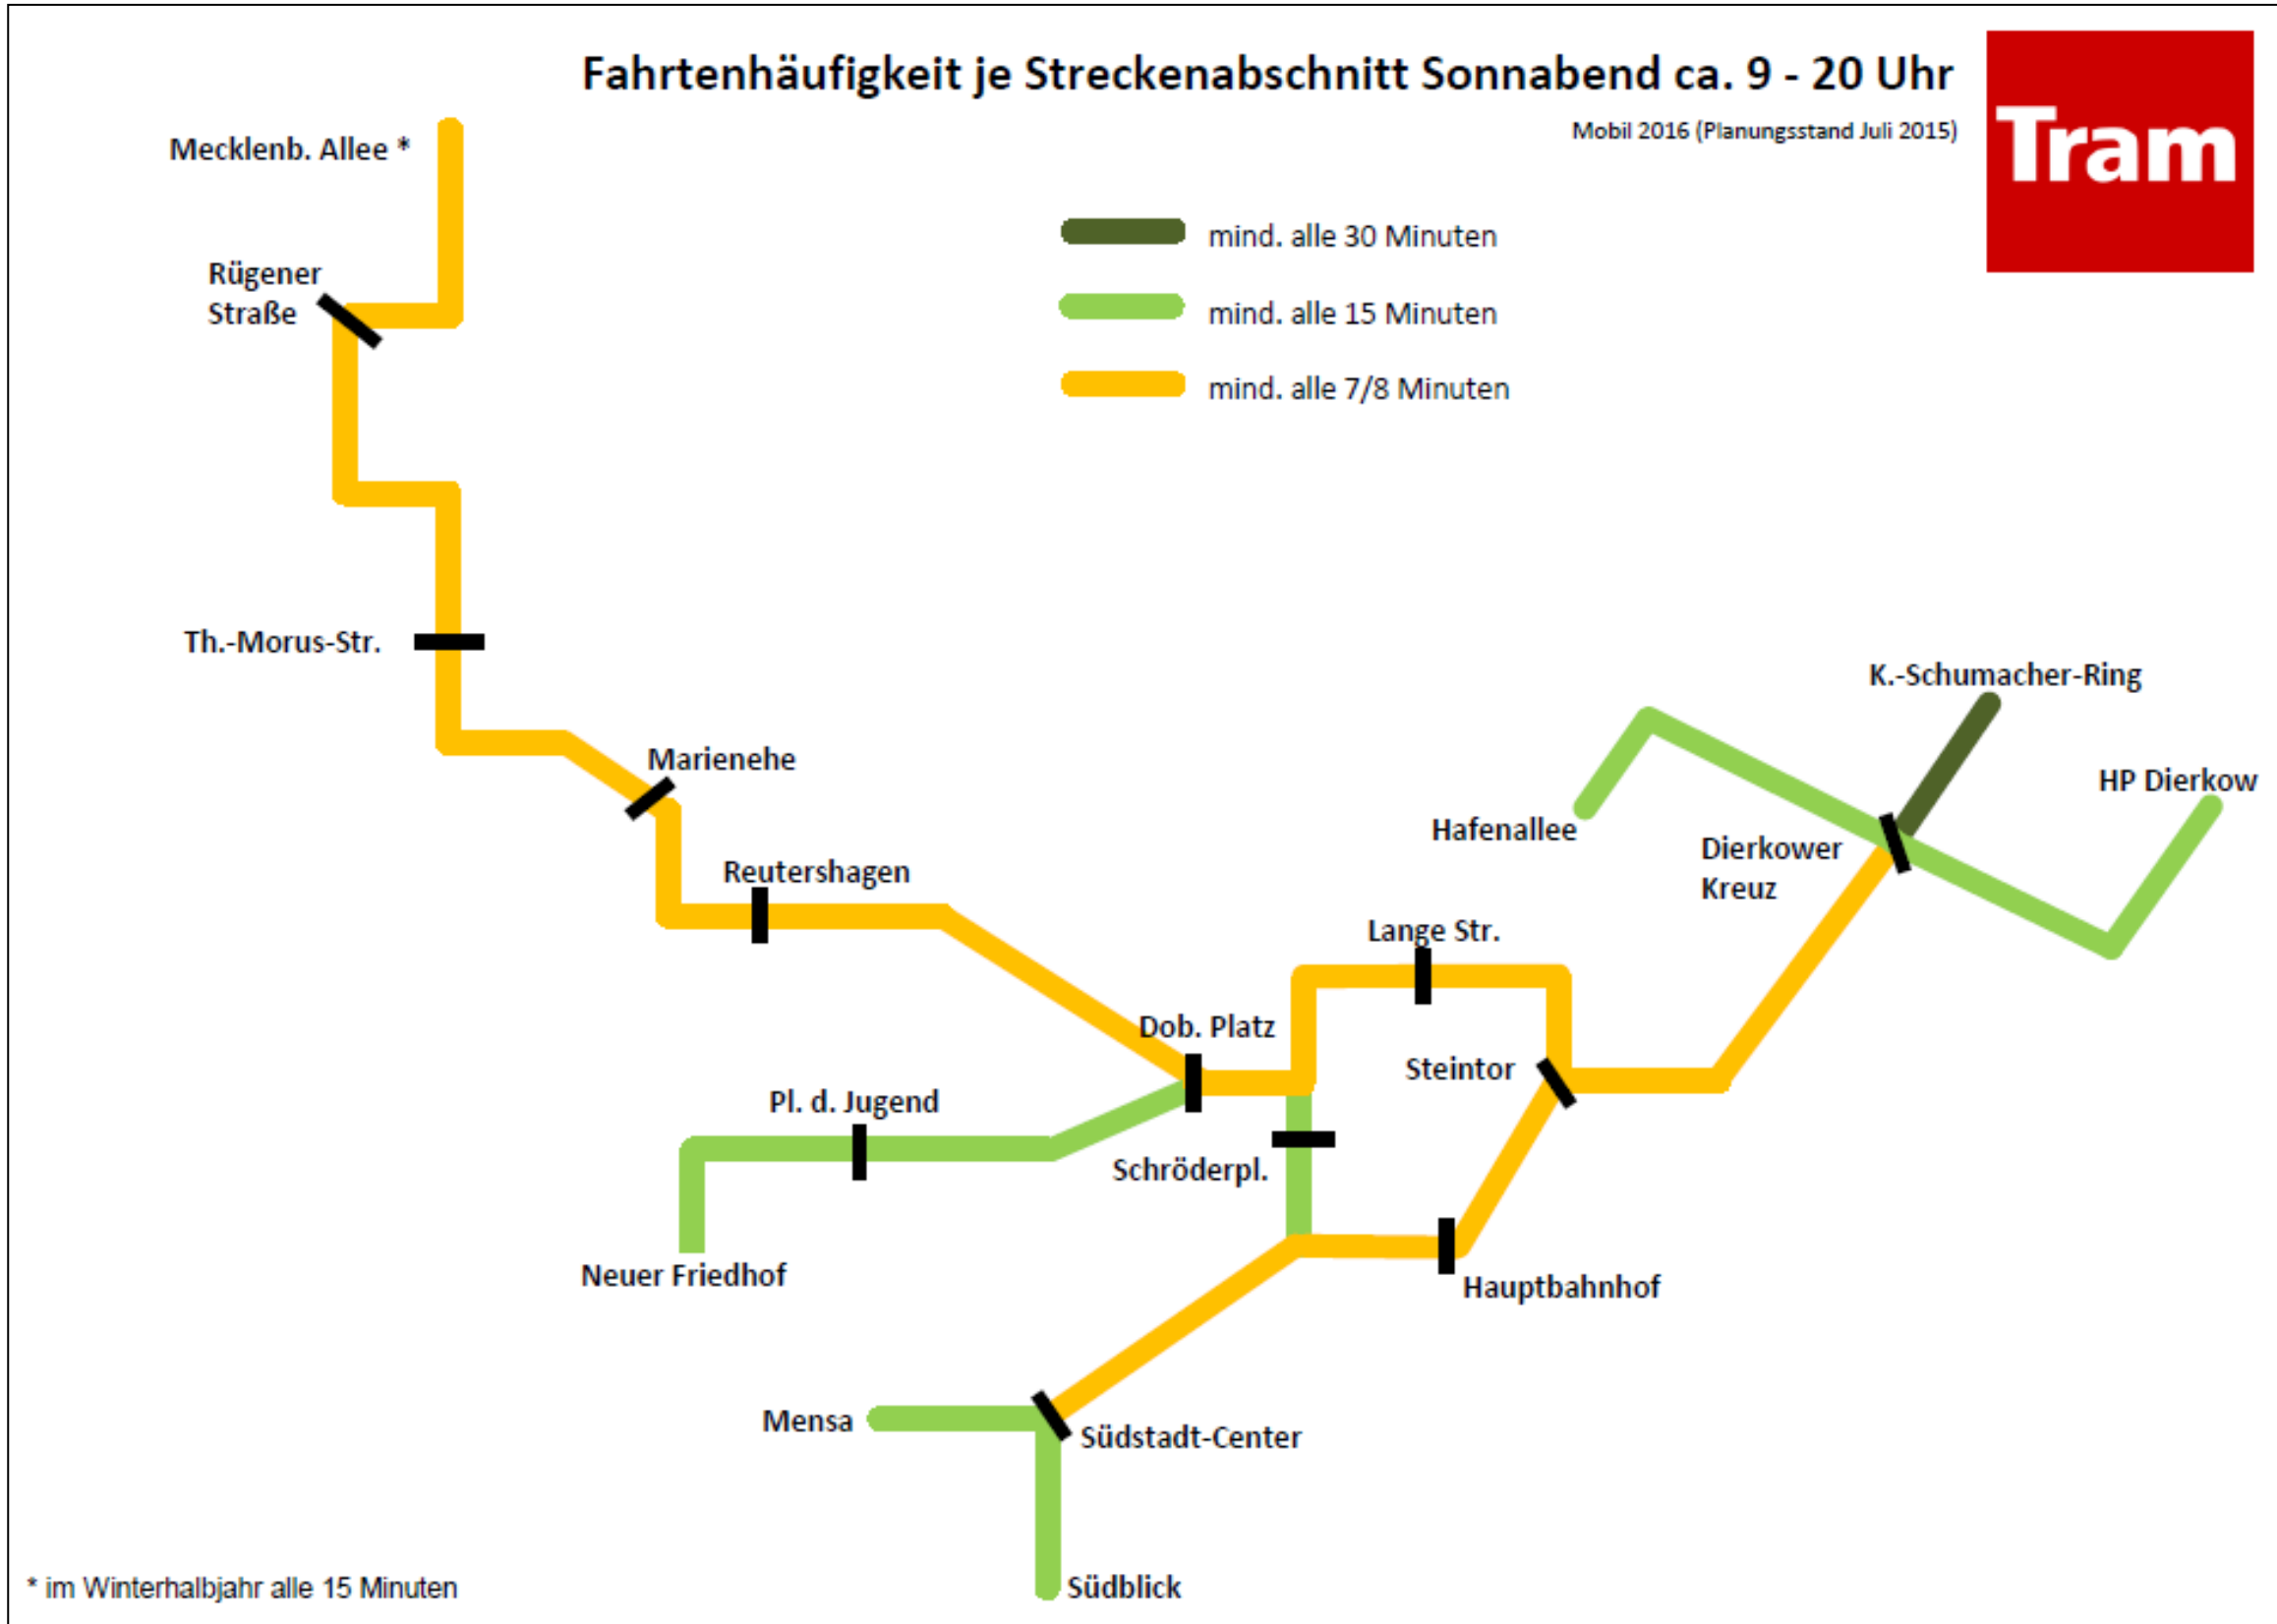 Fahrtenhäufigkeit je Streckenabschnitt Sonnabend ca. 9 - 20 Uhr
Mobil 2016 (Planungsstand Juli 2015)
Tram
mind. alle 30 Minuten
mind. alle 15 Minuten
mind. alle 7/8 Minuten
Mecklenb. Allee *
Rügener
Straße
Th.-Morus-Str.
Marienehe
Reutershagen
K.-Schumacher-Ring
HP Dierkow
Hafenallee
Dierkower
Kreuz
Lange Str.
Dob. Platz
Steintor
Pl. d. Jugend
Schröderpl.
Neuer Friedhof
Hauptbahnhof
Mensa
Südstadt-Center
Südblick
* im Winterhalbjahr alle 15 Minuten